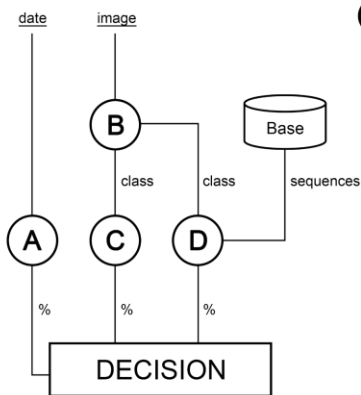 date image
B
Base
class class sequences
A C D
% % %
DECISION